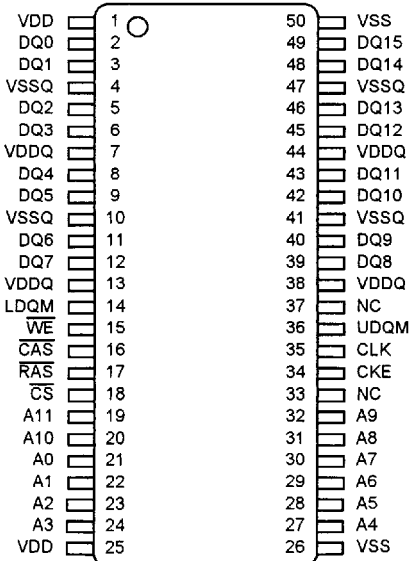 VDD 1 50 VSS
DQ0 2 49 DQ15
DQ1 3 48 DQ14
VSSQ 4 47 VSSQ
DQ2 5 46 DQ13
DQ3 6 45 DQ12
VDDQ 7 44 VDDQ
DQ4 8 43 DQ11
DQ5 9 42 DQ10
VSSQ 10 41 VSSQ
DQ6 11 40 DQ9
DQ7 12 39 DQ8
VDDQ 13 38 VDDQ
LDQM 14 37 NC
W̅E̅ 15 36 UDQM
C̅A̅S̅ 16 35 CLK
R̅A̅S̅ 17 34 CKE
C̅S̅ 18 33 NC
A11 19 32 A9
A10 20 31 A8
A0 21 30 A7
A1 22 29 A6
A2 23 28 A5
A3 24 27 A4
VDD 25 26 VSS